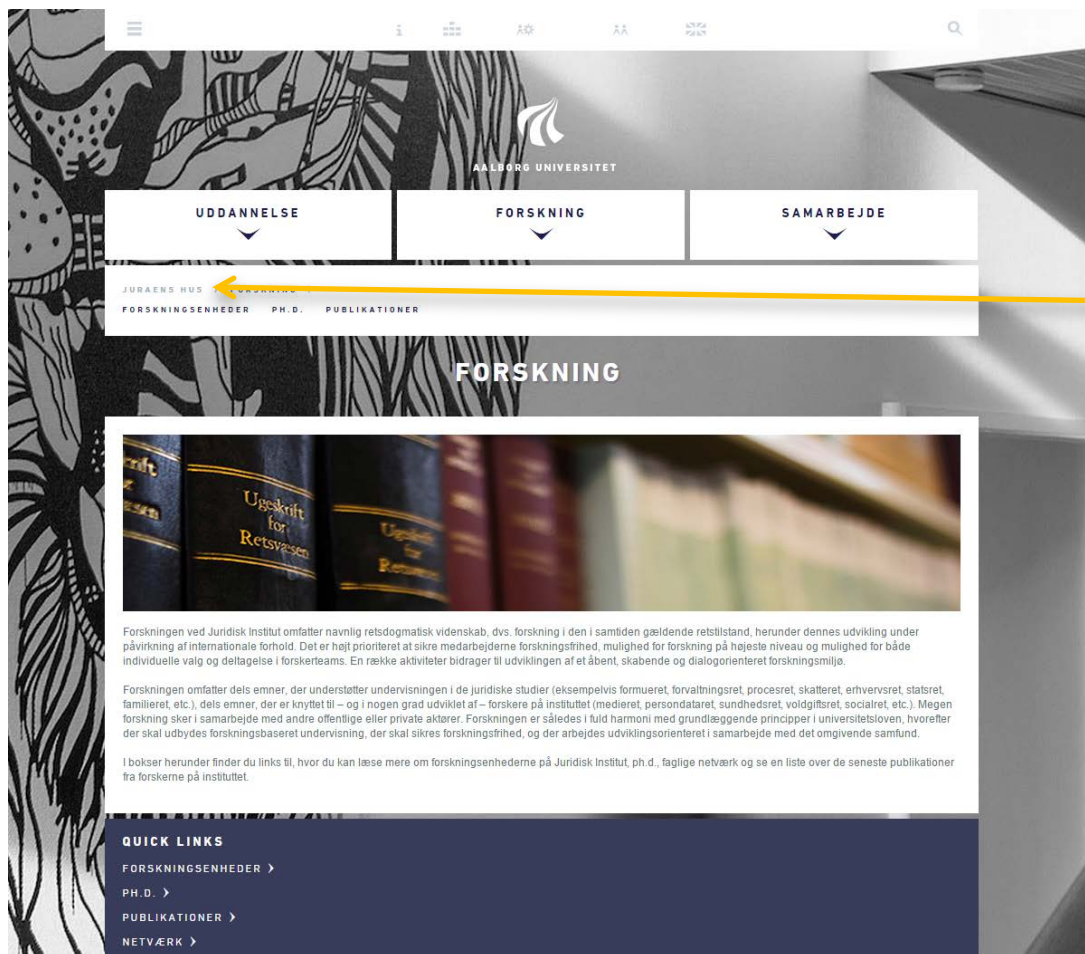 AALBORG UNIVERSITET
UDDANNELSE
FORSKNING
SAMARBEJDE
JURAENS HUS FORSKNING
FORSKNINGSENHEDER PH.D. PUBLIKATIONER
FORSKNING
Ugeskrift
for
Retsvæsen
Forskningen ved Juridisk Institut omfatter navnlig retsdogmatisk videnskab, dvs. forskning i den i samtiden gældende retstilstand, herunder dennes udvikling under
påvirkning af internationale forhold. Det er højt prioriteret at sikre medarbejderne forskningsfrihed, mulighed for forskning på højeste niveau og mulighed for både
individuelle valg og deltagelse i forskerteams. En række aktiviteter bidrager til udviklingen af et åbent, skabende og dialogorienteret forskningsmiljø.
Forskningen omfatter dels emner, der understøtter undervisningen i de juridiske studier (eksempelvis formueret, forvaltningsret, procesret, skatteret, erhvervsret, statsret,
familieret, etc.), dels emner, der er knyttet til – og i nogen grad udviklet af – forskere på instituttet (medieret, persondataret, sundhedsret, voldgiftsret, socialret, etc.). Megen
forskning sker i samarbejde med andre offentlige eller private aktører. Forskningen er således i fuld harmoni med grundlæggende principper i universitetsloven, hvorefter
der skal udbydes forskningsbaseret undervisning, der skal sikres forskningsfrihed, og der arbejdes udviklingsorienteret i samarbejde med det omgivende samfund.
I bokser herunder finder du links til, hvor du kan læse mere om forskningsenhederne på Juridisk Institut, ph.d., faglige netværk og se en liste over de seneste publikationer
fra forskerne på instituttet.
QUICK LINKS
FORSKNINGSENHEDER
PH.D.
PUBLIKATIONER
NETVÆRK